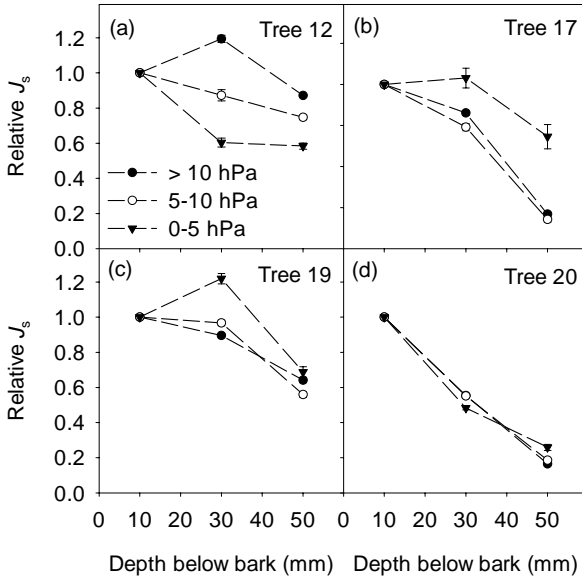 (a)
Tree 12
Relative Js
1.2
1.0
0.8
0.6
0.4
0.2
0.0
> 10 hPa
5-10 hPa
0-5 hPa
(b)
Tree 17
(c)
Tree 19
Relative Js
1.2
1.0
0.8
0.6
0.4
0.2
0.0
0 10 20 30 40 50
Depth below bark (mm)
(d)
Tree 20
0 10 20 30 40 50
Depth below bark (mm)